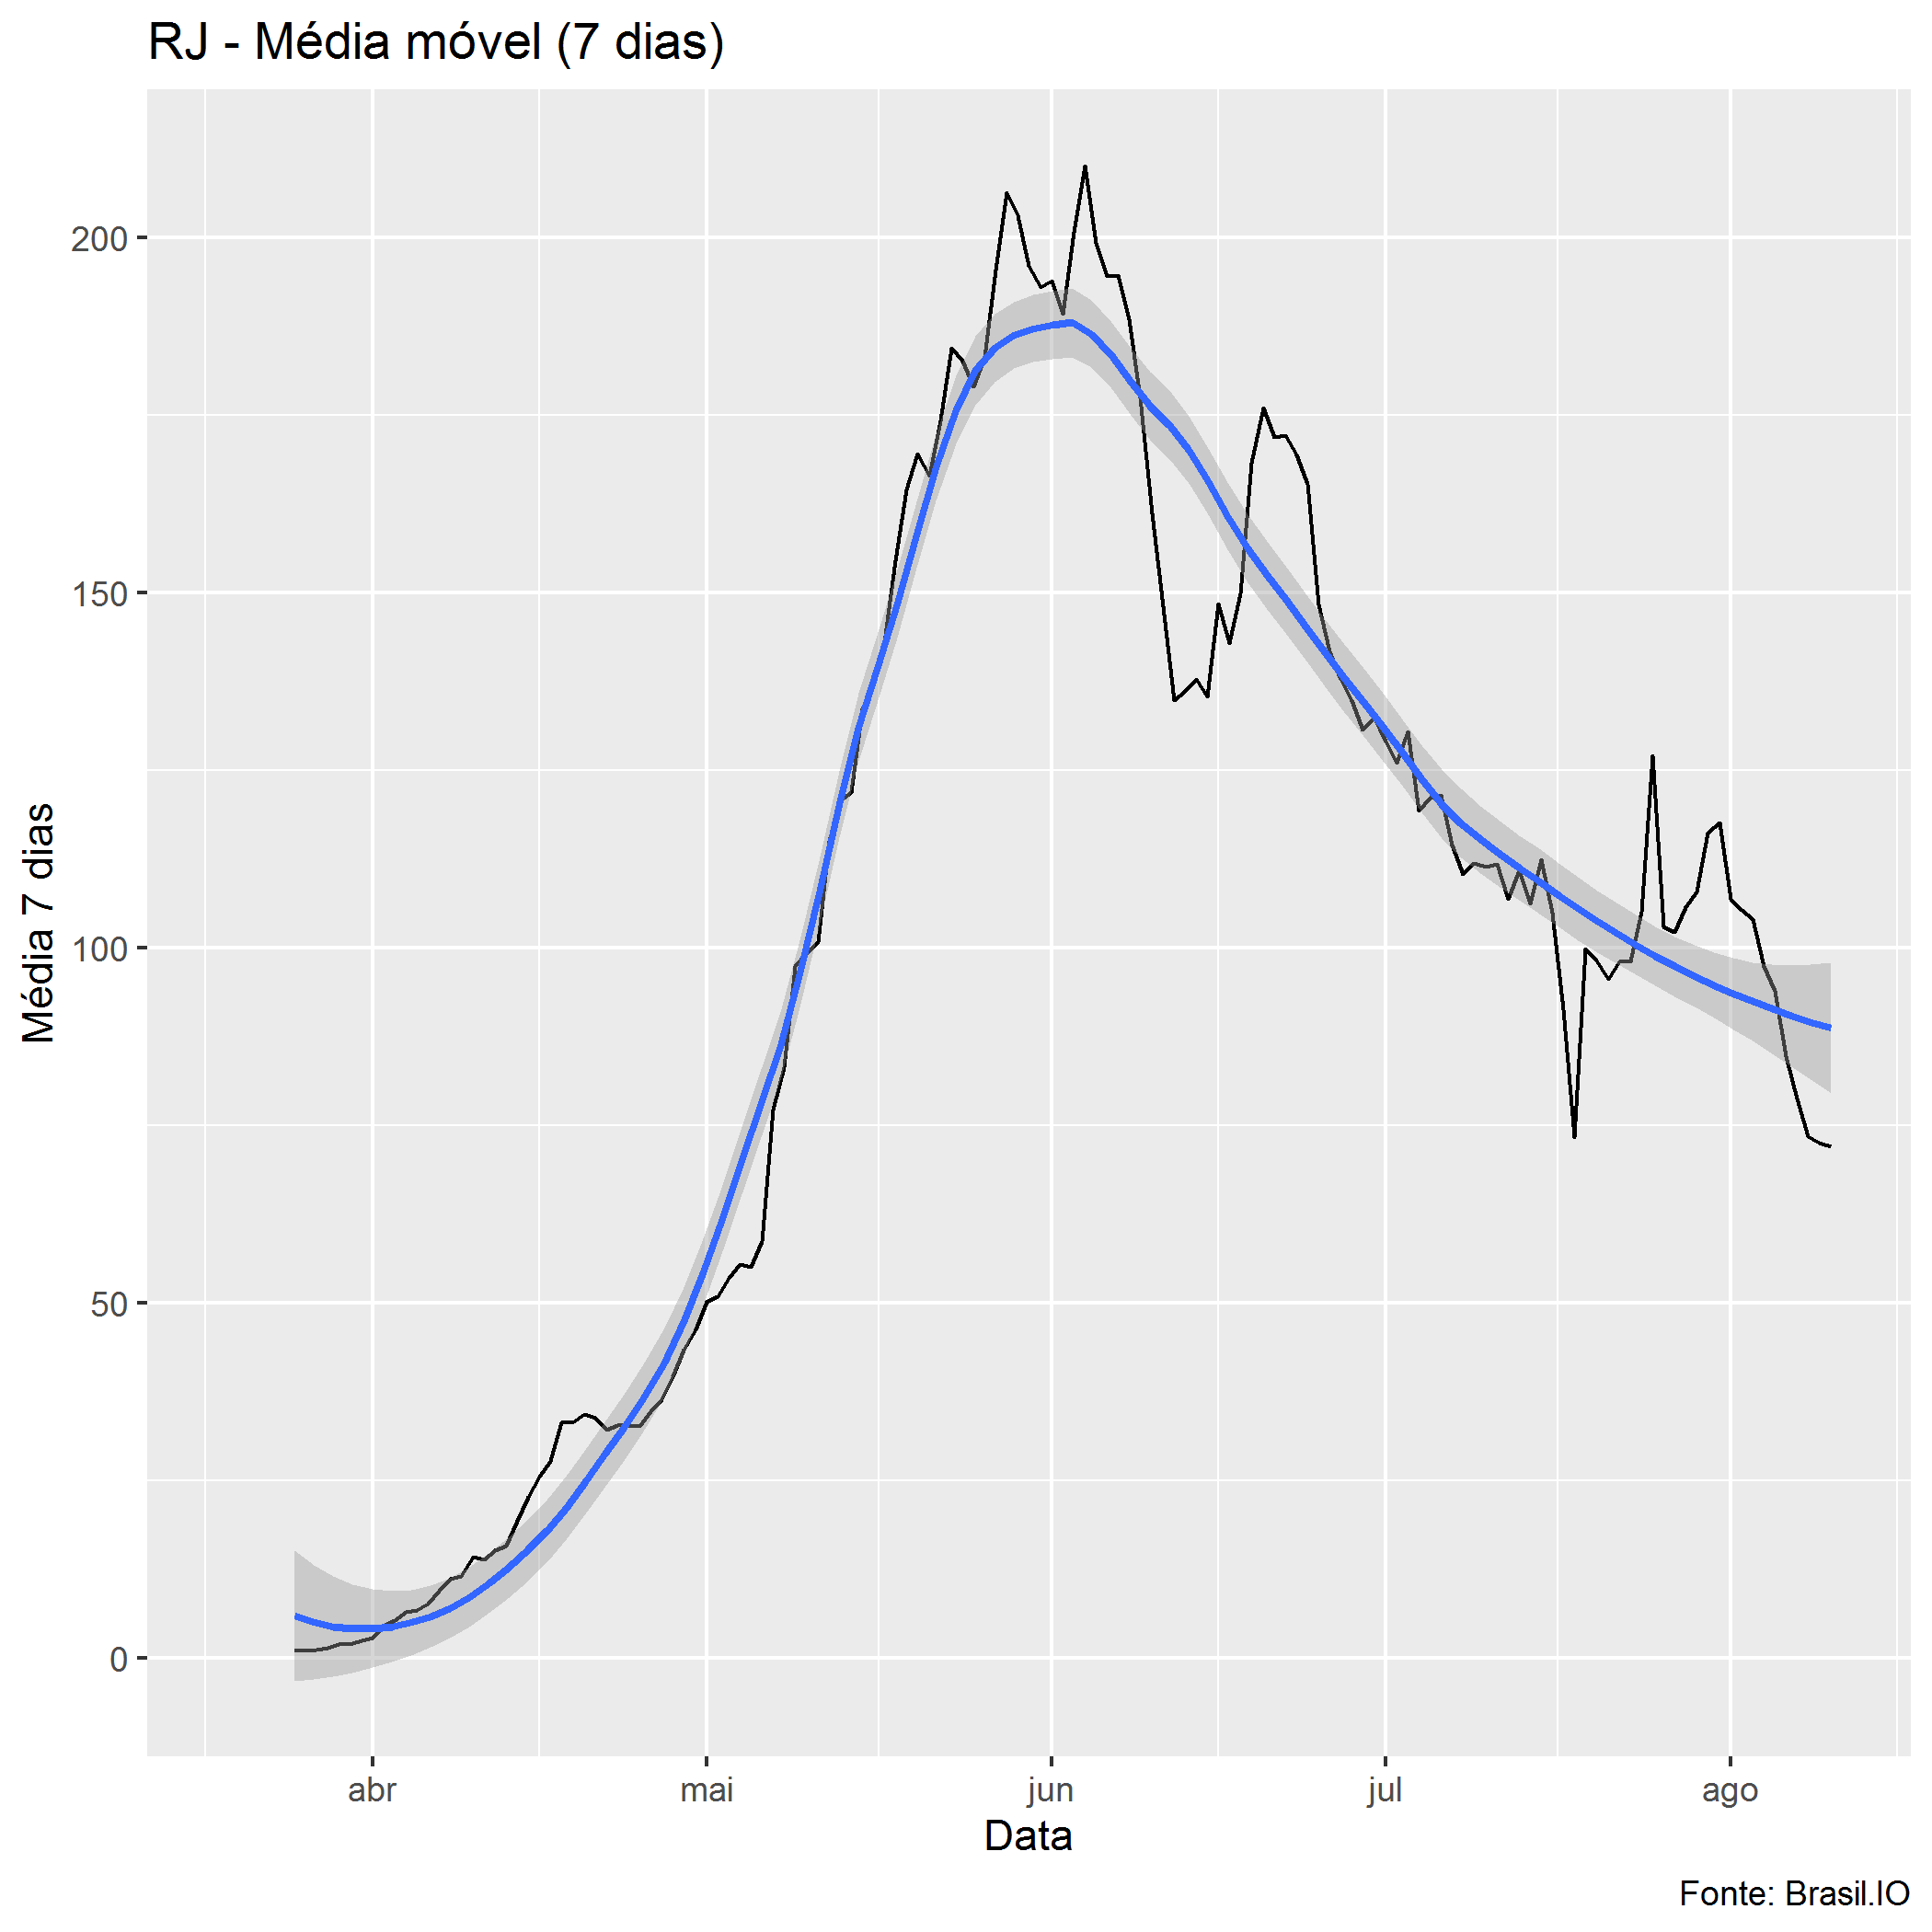 RJ - Média móvel (7 dias)
Média 7 dias
200
150
100
50
0
abr mai jun jul ago
Data
Fonte: Brasil.IO